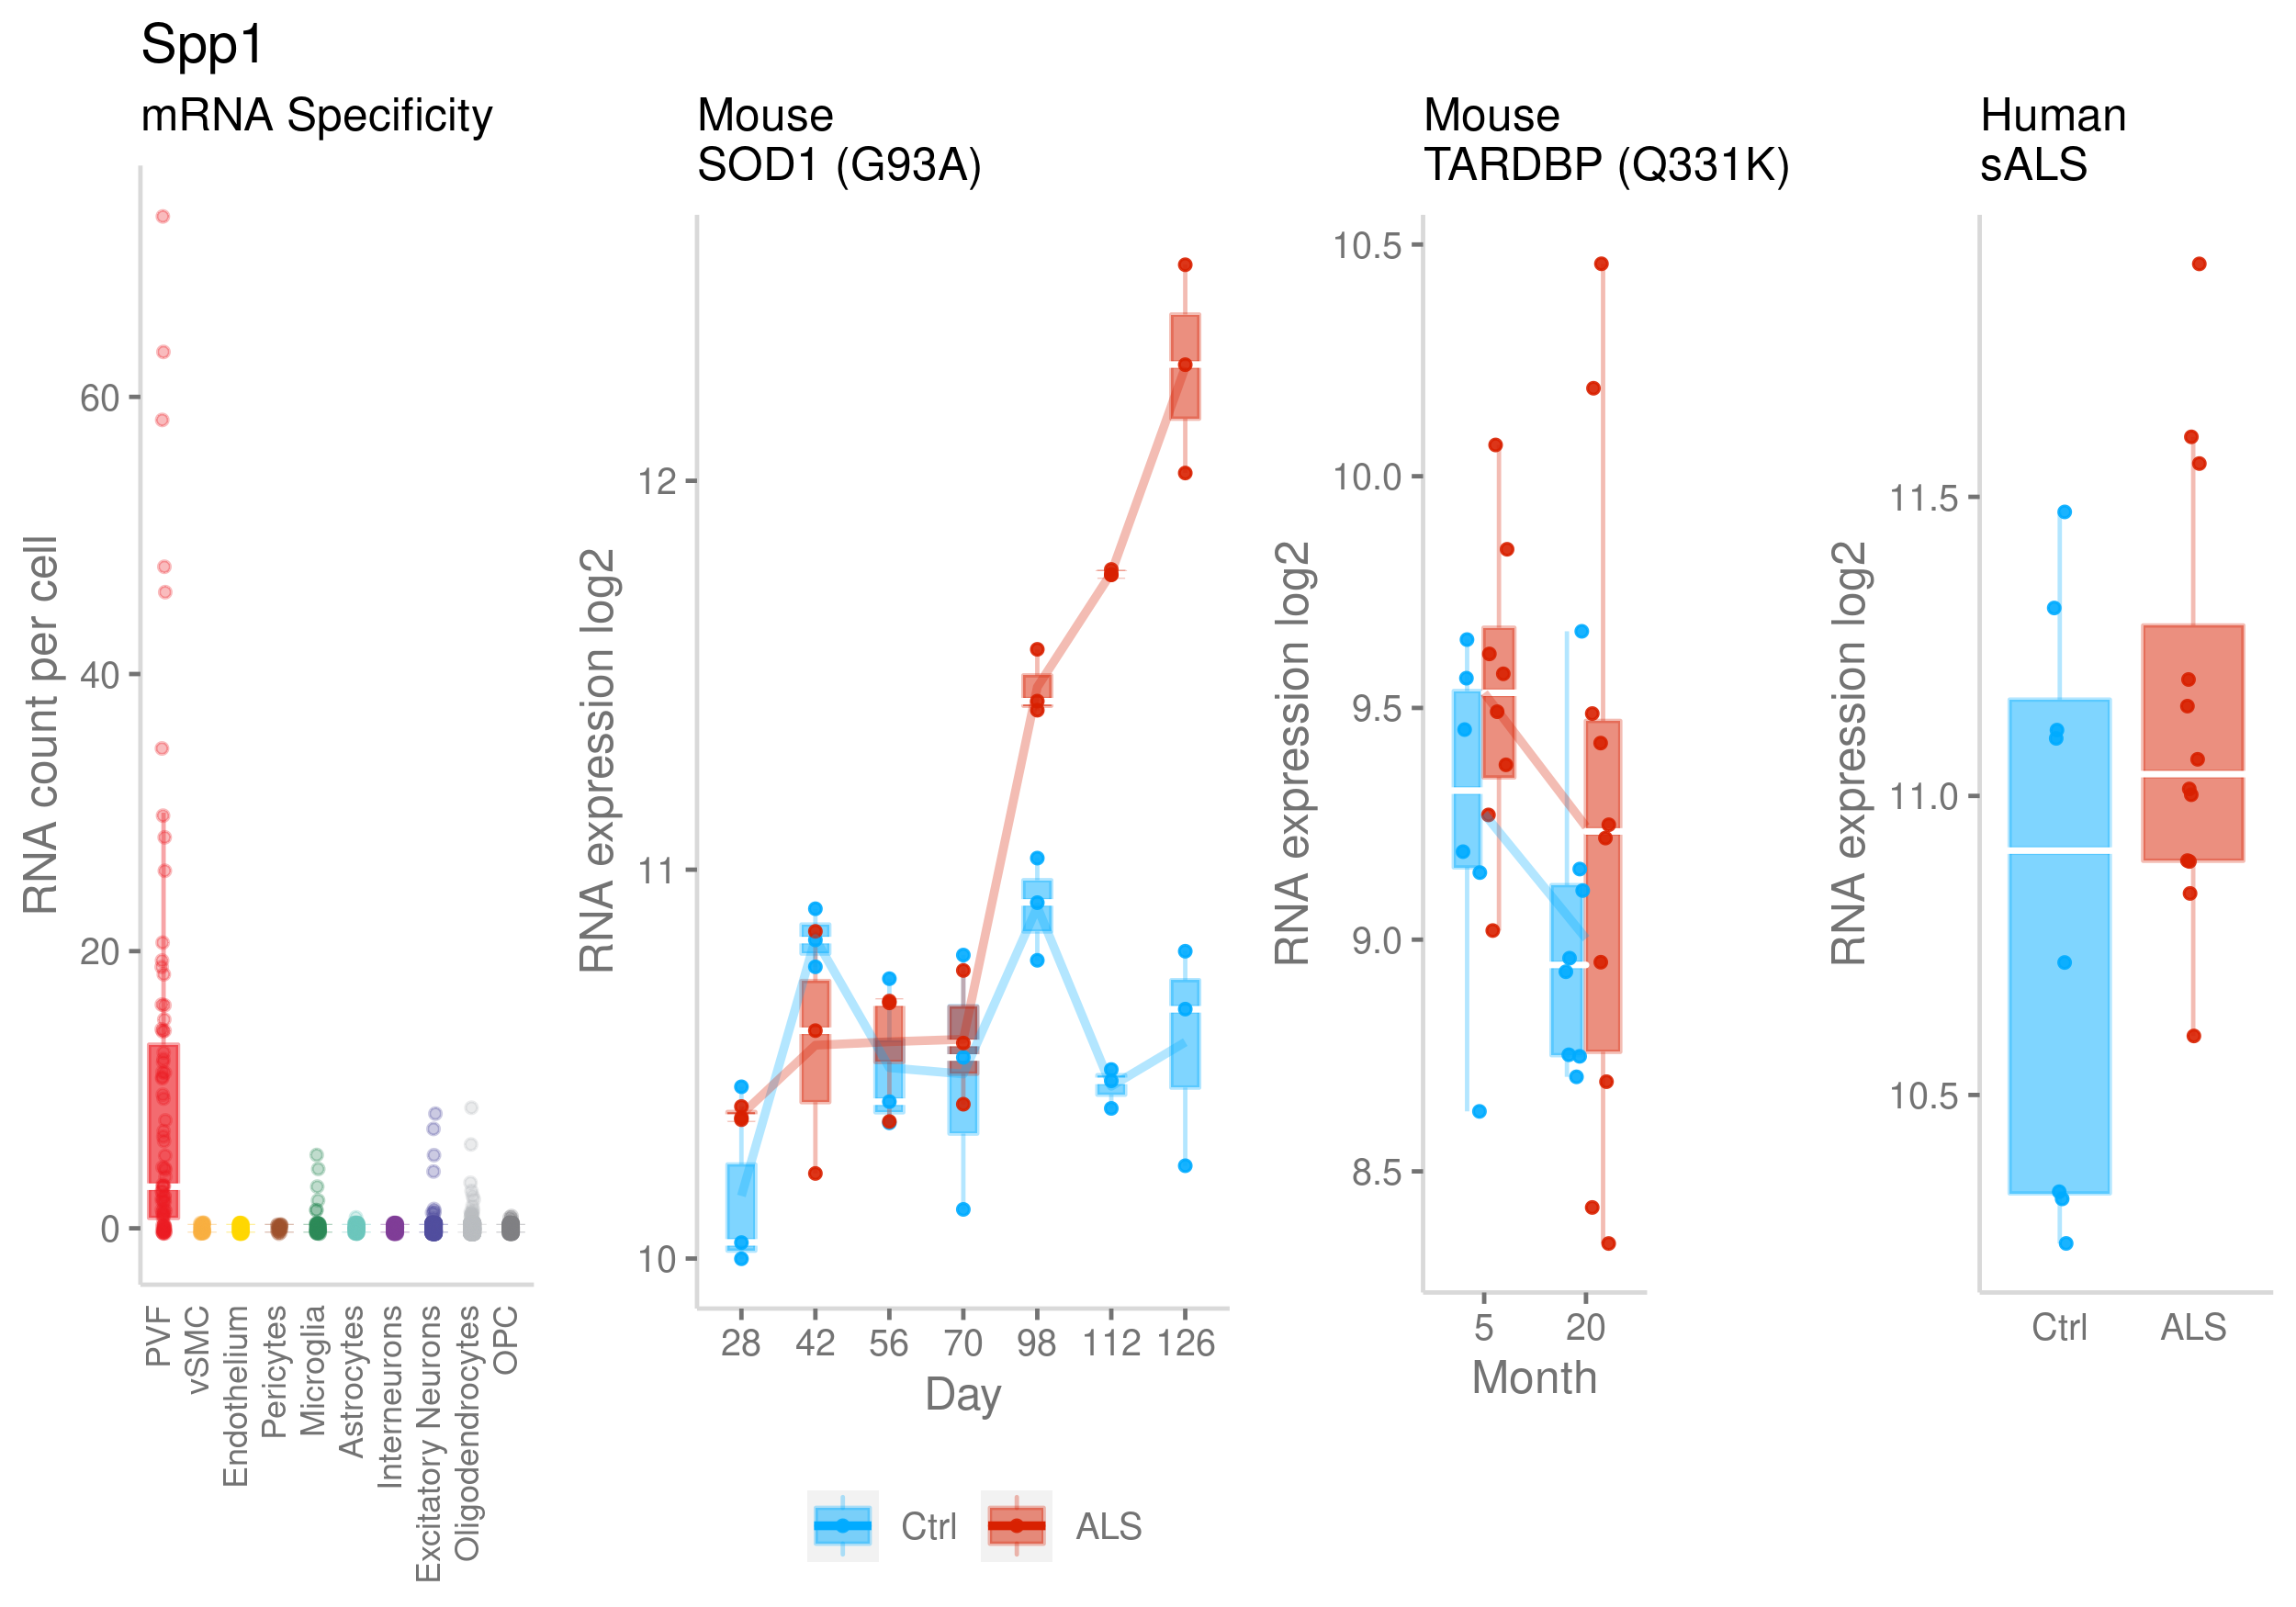 Spp1
mRNA Specificity
RNA count per cell
60
40
20
0
PVF
vSMC
Endothelium
Pericytes
Microglia
Astrocytes
Interneurons
Excitatory Neurons
Oligodendrocytes
OPC
Mouse
SOD1 (G93A)
RNA expression log2
12
11
10
28 42 56 70 98 112 126
Day
Mouse
TARDBP (Q331K)
RNA expression log2
10.5
10.0
9.5
9.0
8.5
5 20
Month
Human
sALS
RNA expression log2
11.5
11.0
10.5
Ctrl ALS
Ctrl ALS